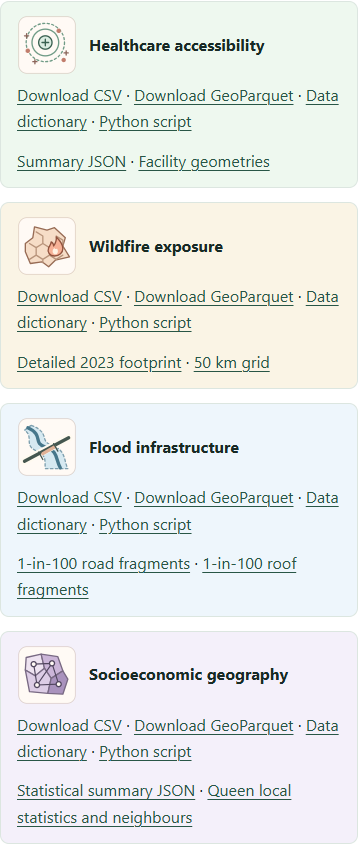 Healthcare accessibility
Download CSV · Download GeoParquet · Data
dictionary · Python script
Summary JSON · Facility geometries
Wildfire exposure
Download CSV · Download GeoParquet · Data
dictionary · Python script
Detailed 2023 footprint · 50 km grid
Flood infrastructure
Download CSV · Download GeoParquet · Data
dictionary · Python script
1-in-100 road fragments · 1-in-100 roof
fragments
Socioeconomic geography
Download CSV · Download GeoParquet · Data
dictionary · Python script
Statistical summary JSON · Queen local
statistics and neighbours